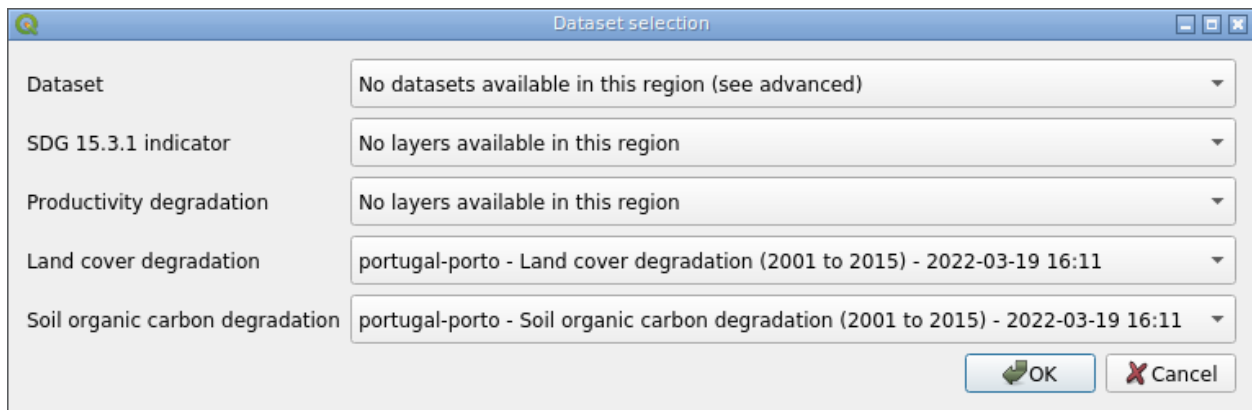 Dataset selection
Dataset No datasets available in this region (see advanced)
SDG 15.3.1 indicator No layers available in this region
Productivity degradation No layers available in this region
Land cover degradation portugal-porto - Land cover degradation (2001 to 2015) - 2022-03-19 16:11
Soil organic carbon degradation portugal-porto - Soil organic carbon degradation (2001 to 2015) - 2022-03-19 16:11
OK Cancel